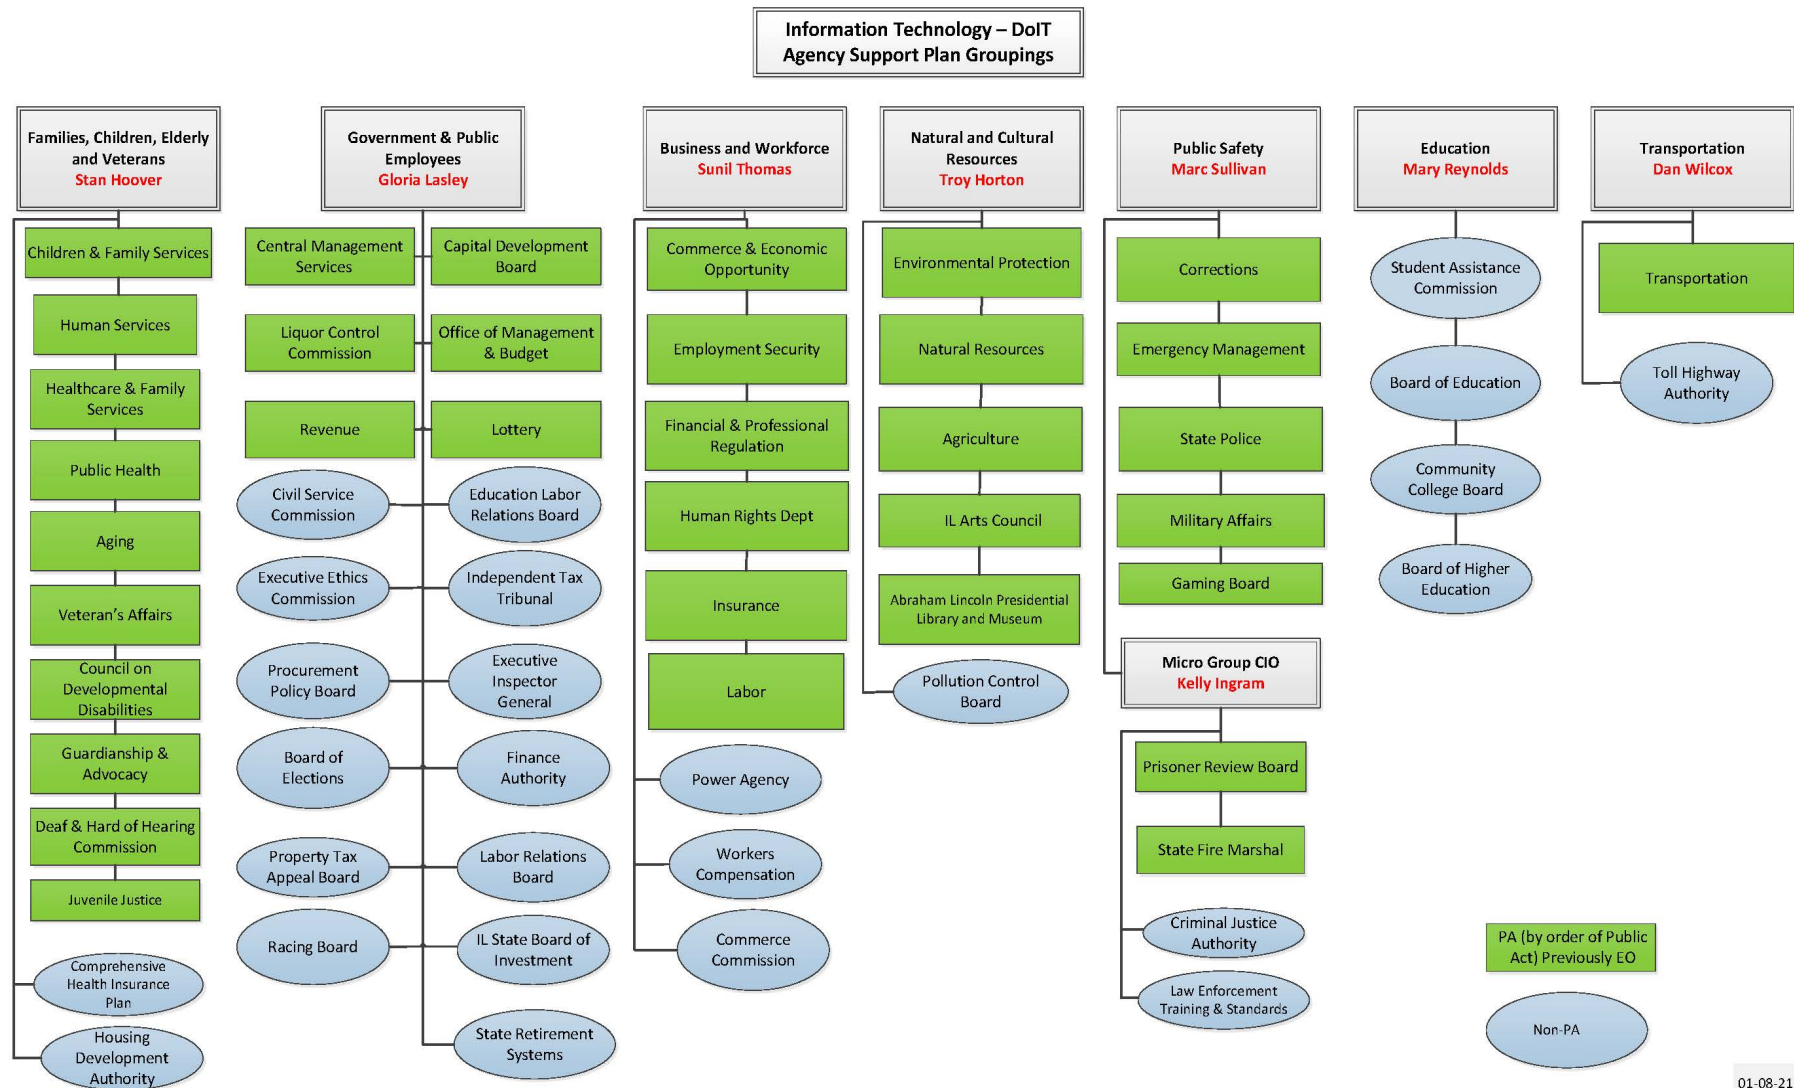 Information Technology – DoIT
Agency Support Plan Groupings
Families, Children, Elderly
and Veterans
Stan Hoover
Children & Family Services
Human Services
Healthcare & Family
Services
Public Health
Aging
Veteran's Affairs
Council on
Developmental
Disabilities
Guardianship &
Advocacy
Deaf & Hard of Hearing
Commission
Juvenile Justice
Comprehensive
Health Insurance
Plan
Housing
Development
Authority
Government & Public
Employees
Gloria Lasley
Central Management
Services
Capital Development
Board
Liquor Control
Commission
Office of Management
& Budget
Revenue
Lottery
Civil Service
Commission
Education Labor
Relations Board
Executive Ethics
Commission
Independent Tax
Tribunal
Procurement
Policy Board
Executive
Inspector
General
Board of
Elections
Finance
Authority
Property Tax
Appeal Board
Labor Relations
Board
Racing Board
IL State Board of
Investment
State Retirement
Systems
Business and Workforce
Sunil Thomas
Commerce & Economic
Opportunity
Employment Security
Financial & Professional
Regulation
Human Rights Dept
Insurance
Labor
Power Agency
Workers
Compensation
Commerce
Commission
Natural and Cultural
Resources
Troy Horton
Environmental Protection
Natural Resources
Agriculture
IL Arts Council
Abraham Lincoln Presidential
Library and Museum
Pollution Control
Board
Public Safety
Marc Sullivan
Corrections
Emergency Management
State Police
Military Affairs
Gaming Board
Micro Group CIO
Kelly Ingram
Prisoner Review Board
State Fire Marshal
Criminal Justice
Authority
Law Enforcement
Training & Standards
Education
Mary Reynolds
Student Assistance
Commission
Board of Education
Community
College Board
Board of Higher
Education
Transportation
Dan Wilcox
Transportation
Toll Highway
Authority
PA (by order of Public
Act) Previously EO
Non-PA
01-08-21